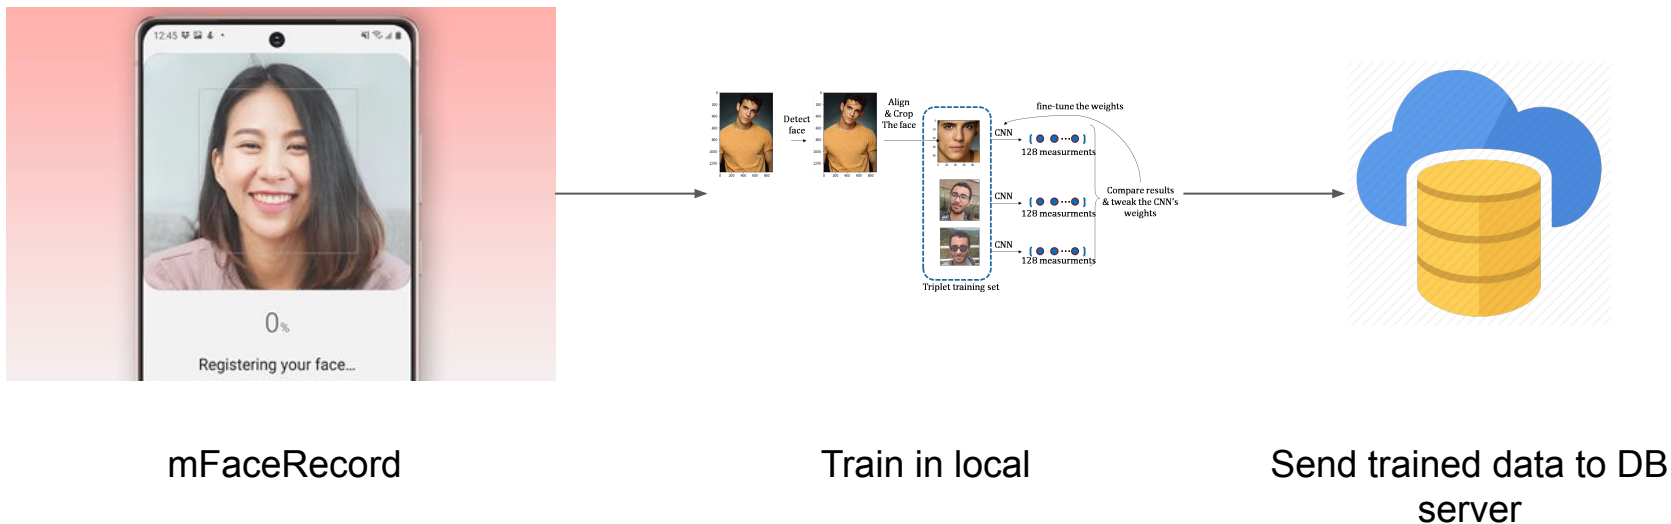 12:45
0%
Registering your face...
Detect
face
Align
& Crop
The face
fine-tune the weights
CNN
128 measurments
CNN
128 measurments
CNN
128 measurments
Compare results
& tweak the CNN's
weights
Triplet training set
mFaceRecord
Train in local
Send trained data to DB
server